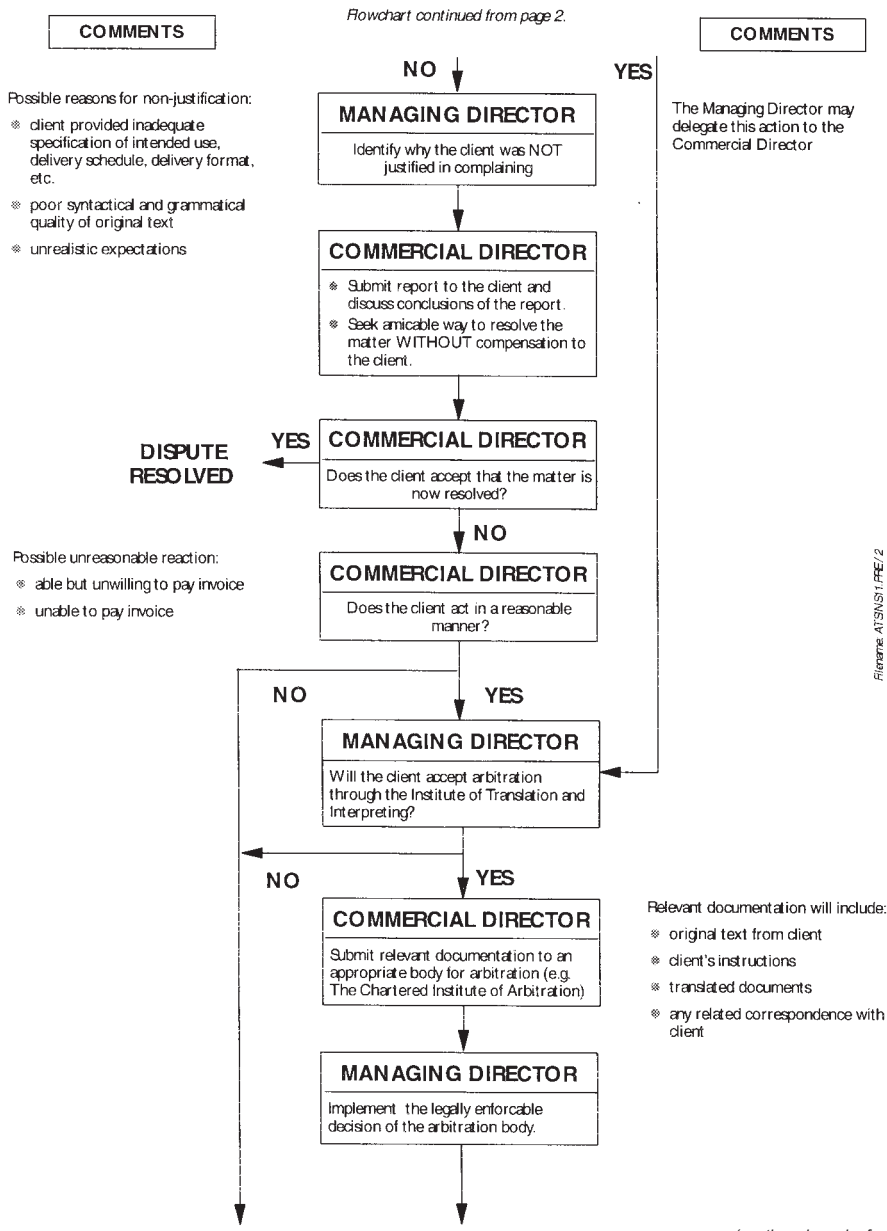 Flowchart continued from page 2.
COMMENTS
COMMENTS
NO
YES
Possible reasons for non-justification:
client provided inadequate
specification of intended use,
delivery schedule, delivery format,
etc.
poor syntactical and grammatical
quality of original text
unrealistic expectations
MANAGING DIRECTOR
Identify why the client was NOT
justified in complaining
The Managing Director may
delegate this action to the
Commercial Director
COMMERCIAL DIRECTOR
Submit report to the client and
discuss conclusions of the report.
Seek amicable way to resolve the
matter WITHOUT compensation to
the client.
DISPUTE
RESOLVED
YES
COMMERCIAL DIRECTOR
Does the client accept that the matter is
now resolved?
NO
Possible unreasonable reaction:
able but unwilling to pay invoice
unable to pay invoice
COMMERCIAL DIRECTOR
Does the client act in a reasonable
manner?
Filename: ATSINS11.PRE/2
NO
YES
MANAGING DIRECTOR
Will the client accept arbitration
through the Institute of Translation and
Interpreting?
NO
YES
COMMERCIAL DIRECTOR
Submit relevant documentation to an
appropriate body for arbitration (e.g.
The Chartered Institute of Arbitration)
Relevant documentation will include:
original text from client
client's instructions
translated documents
any related correspondence with
client
MANAGING DIRECTOR
Implement the legally enforcable
decision of the arbitration body.